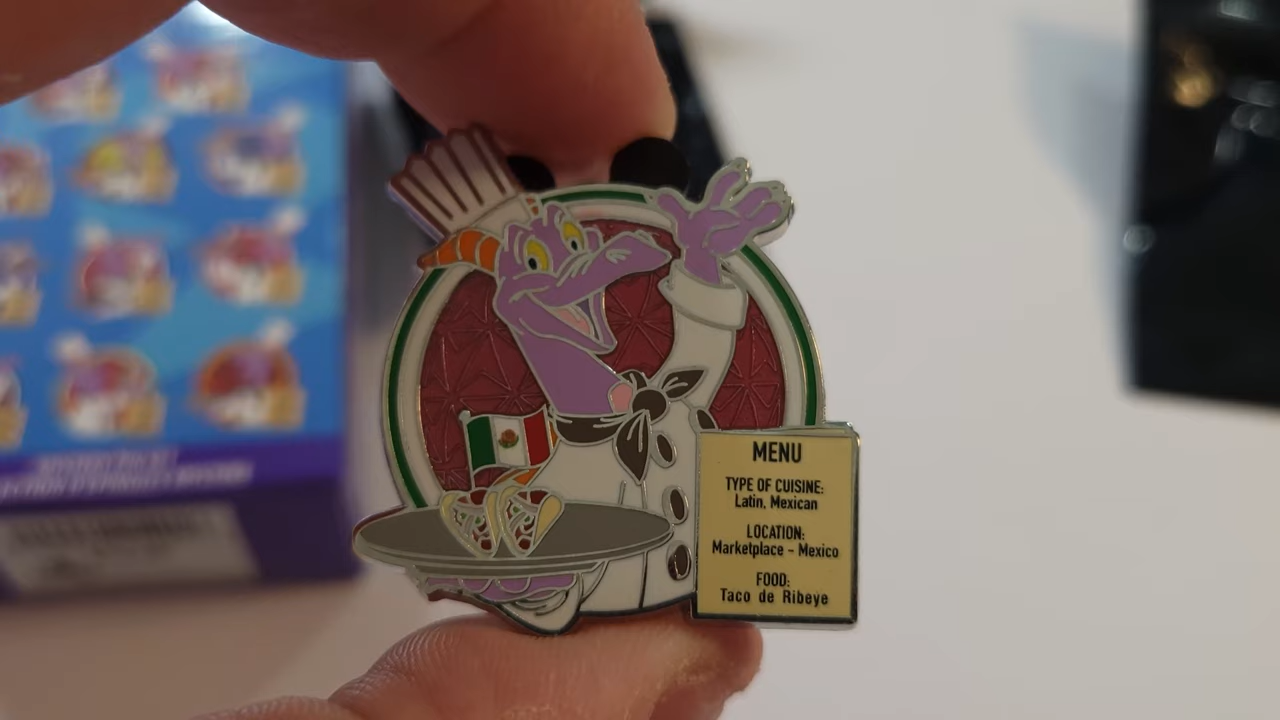 MENU
TYPE OF CUISINE:
Latin, Mexican
LOCATION:
Marketplace - Mexico
FOOD:
Taco de Ribeye